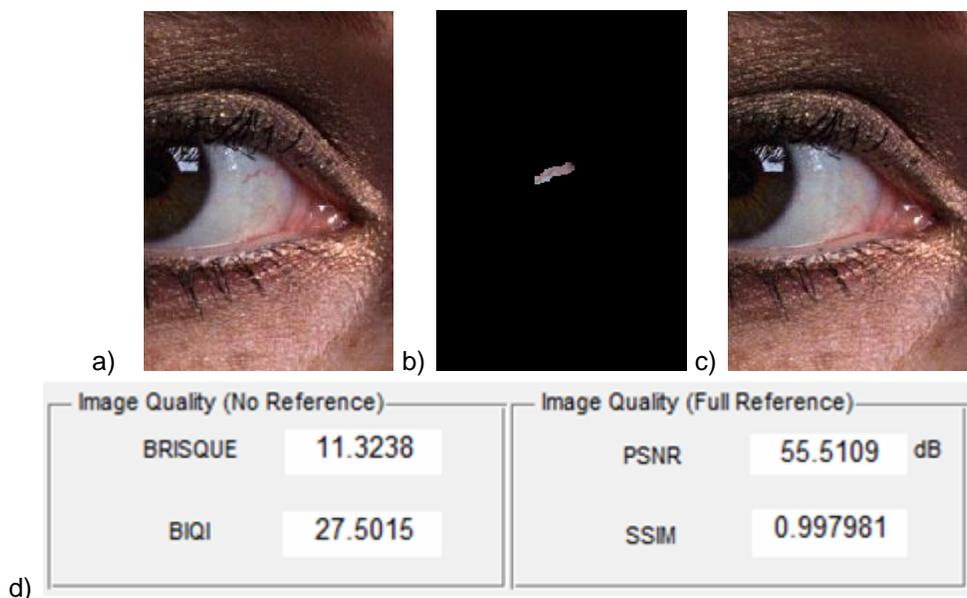 a) b) c)
Image Quality (No Reference) Image Quality (Full Reference)
BRISQUE 11.3238 PSNR 55.5109 dB
BIQI 27.5015 SSIM 0.997981
d)